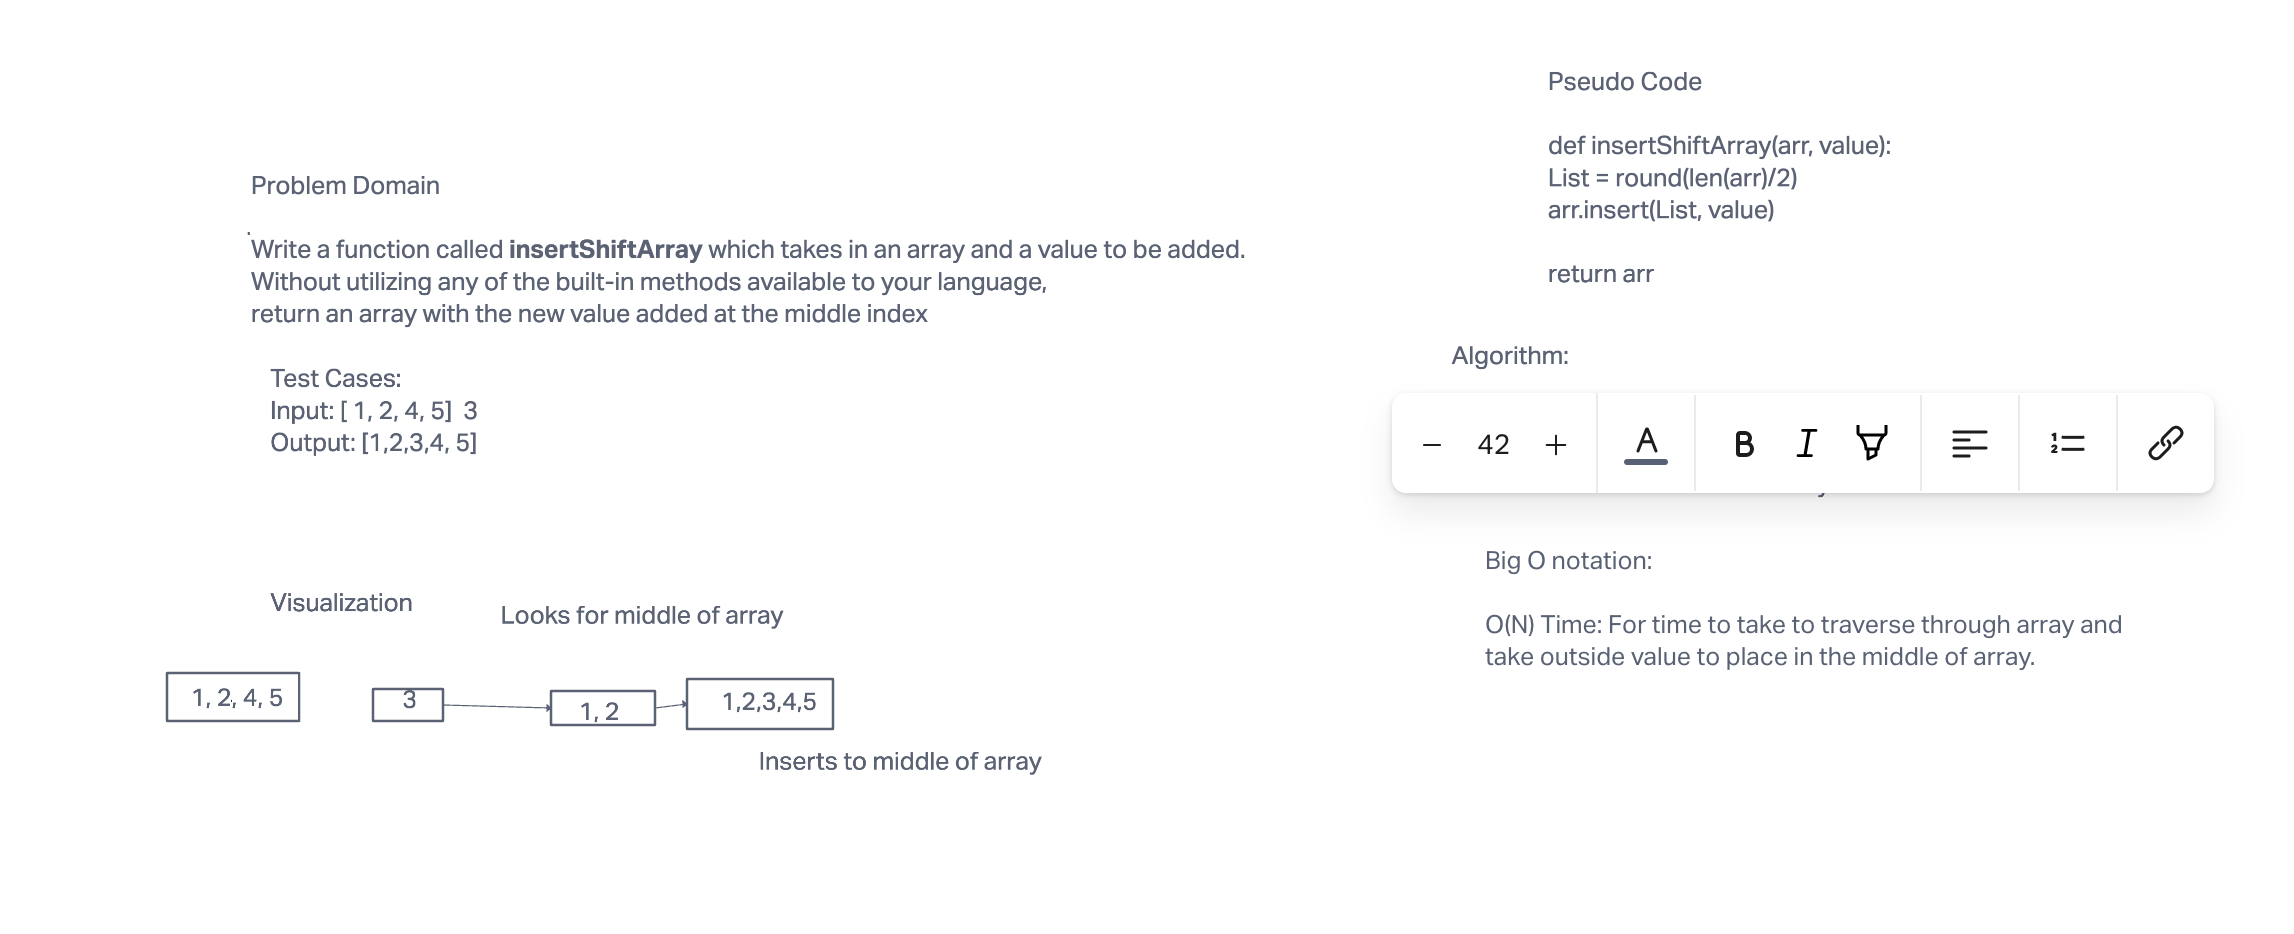 Problem Domain
Write a function called insertShiftArray which takes in an array and a value to be added.
Without utilizing any of the built-in methods available to your language,
return an array with the new value added at the middle index
Test Cases:
Input: [ 1, 2, 4, 5]  3
Output: [1,2,3,4, 5]
Visualization
Looks for middle of array
1, 2, 4, 5
3
1, 2
1,2,3,4,5
Inserts to middle of array
Pseudo Code
def insertShiftArray(arr, value):
List = round(len(arr)/2)
arr.insert(List, value)
return arr
Algorithm:
− 42 + A B I
Big O notation:
O(N) Time: For time to take to traverse through array and
take outside value to place in the middle of array.